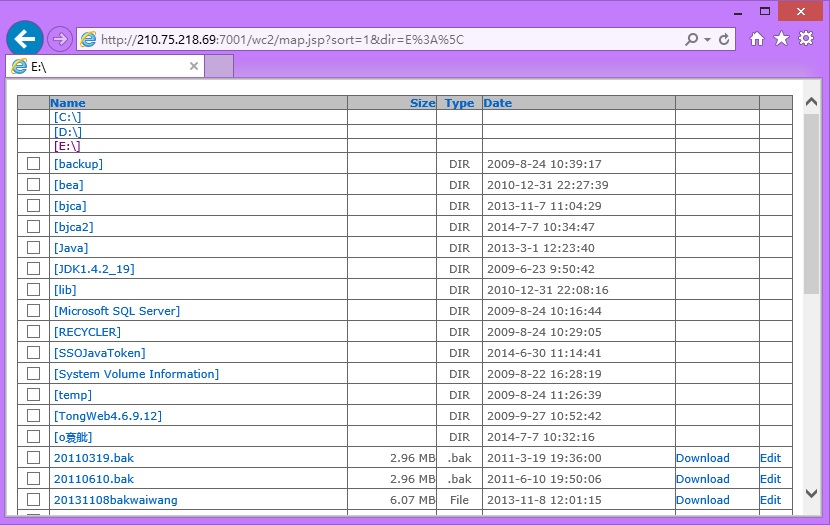 http://210.75.218.69:7001/wc2/map.jsp?sort=1&dir=E%3A%5C
E:\
Name Size Type Date
[C:\]
[D:\]
[E:\]
[backup] DIR 2009-8-24 10:39:17
[bea] DIR 2010-12-31 22:27:39
[bjca] DIR 2013-11-7 11:04:29
[bjca2] DIR 2014-7-7 10:34:47
[Java] DIR 2013-3-1 12:23:40
[JDK1.4.2_19] DIR 2009-6-23 9:50:42
[lib] DIR 2010-12-31 22:08:16
[Microsoft SQL Server] DIR 2009-8-24 10:16:44
[RECYCLER] DIR 2009-8-24 10:29:05
[SSOJavaToken] DIR 2014-6-30 11:14:41
[System Volume Information] DIR 2009-8-22 16:28:19
[temp] DIR 2009-8-24 11:26:39
[TongWeb4.6.9.12] DIR 2009-9-27 10:52:42
DIR 2014-7-7 10:32:16
20110319.bak 2.96 MB .bak 2011-3-19 19:36:00 Download Edit
20110610.bak 2.96 MB .bak 2011-6-10 19:50:06 Download Edit
20131108bakwaiwang 6.07 MB File 2013-11-8 12:01:15 Download Edit